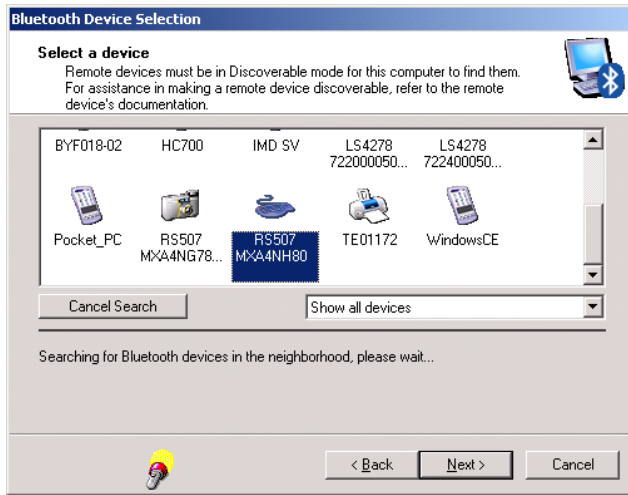 Bluetooth Device Selection
Select a device
Remote devices must be in Discoverable mode for this computer to find them.
For assistance in making a remote device discoverable, refer to the remote
device's documentation.
BYF018-02 HC700 IMD SV LS4278 LS4278
722000050... 722400050...
Pocket_PC RS507 RS507 TE01172 WindowsCE
MXA4NG78... MXA4NH80
Cancel Search Show all devices
Searching for Bluetooth devices in the neighborhood, please wait...
< Back Next > Cancel